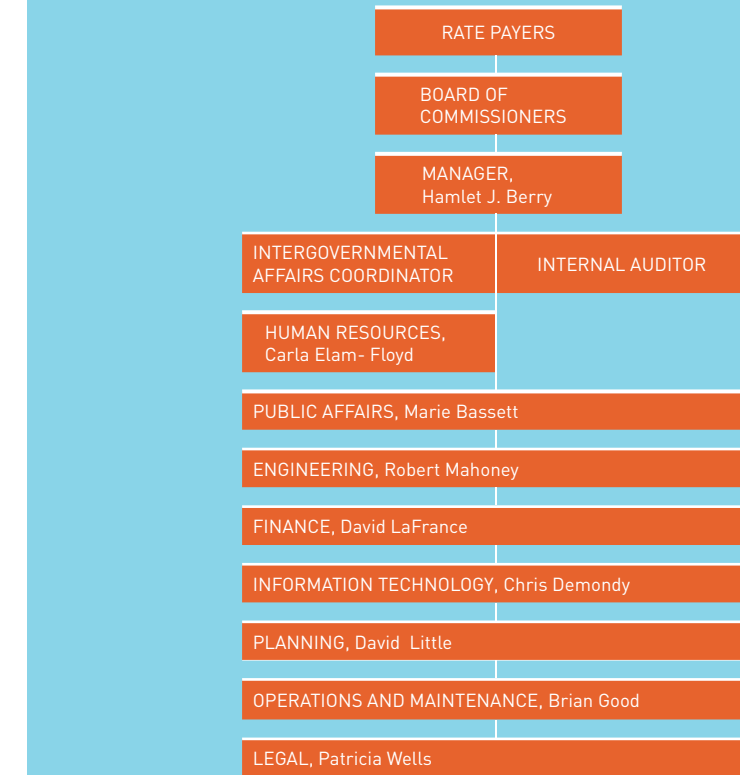 RATE PAYERS
BOARD OF
COMMISSIONERS
MANAGER,
Hamlet J. Berry
INTERGOVERNMENTAL
AFFAIRS COORDINATOR
INTERNAL AUDITOR
HUMAN RESOURCES,
Carla Elam- Floyd
PUBLIC AFFAIRS, Marie Bassett
ENGINEERING, Robert Mahoney
FINANCE, David LaFrance
INFORMATION TECHNOLOGY, Chris Demondy
PLANNING, David  Little
OPERATIONS AND MAINTENANCE, Brian Good
LEGAL, Patricia Wells